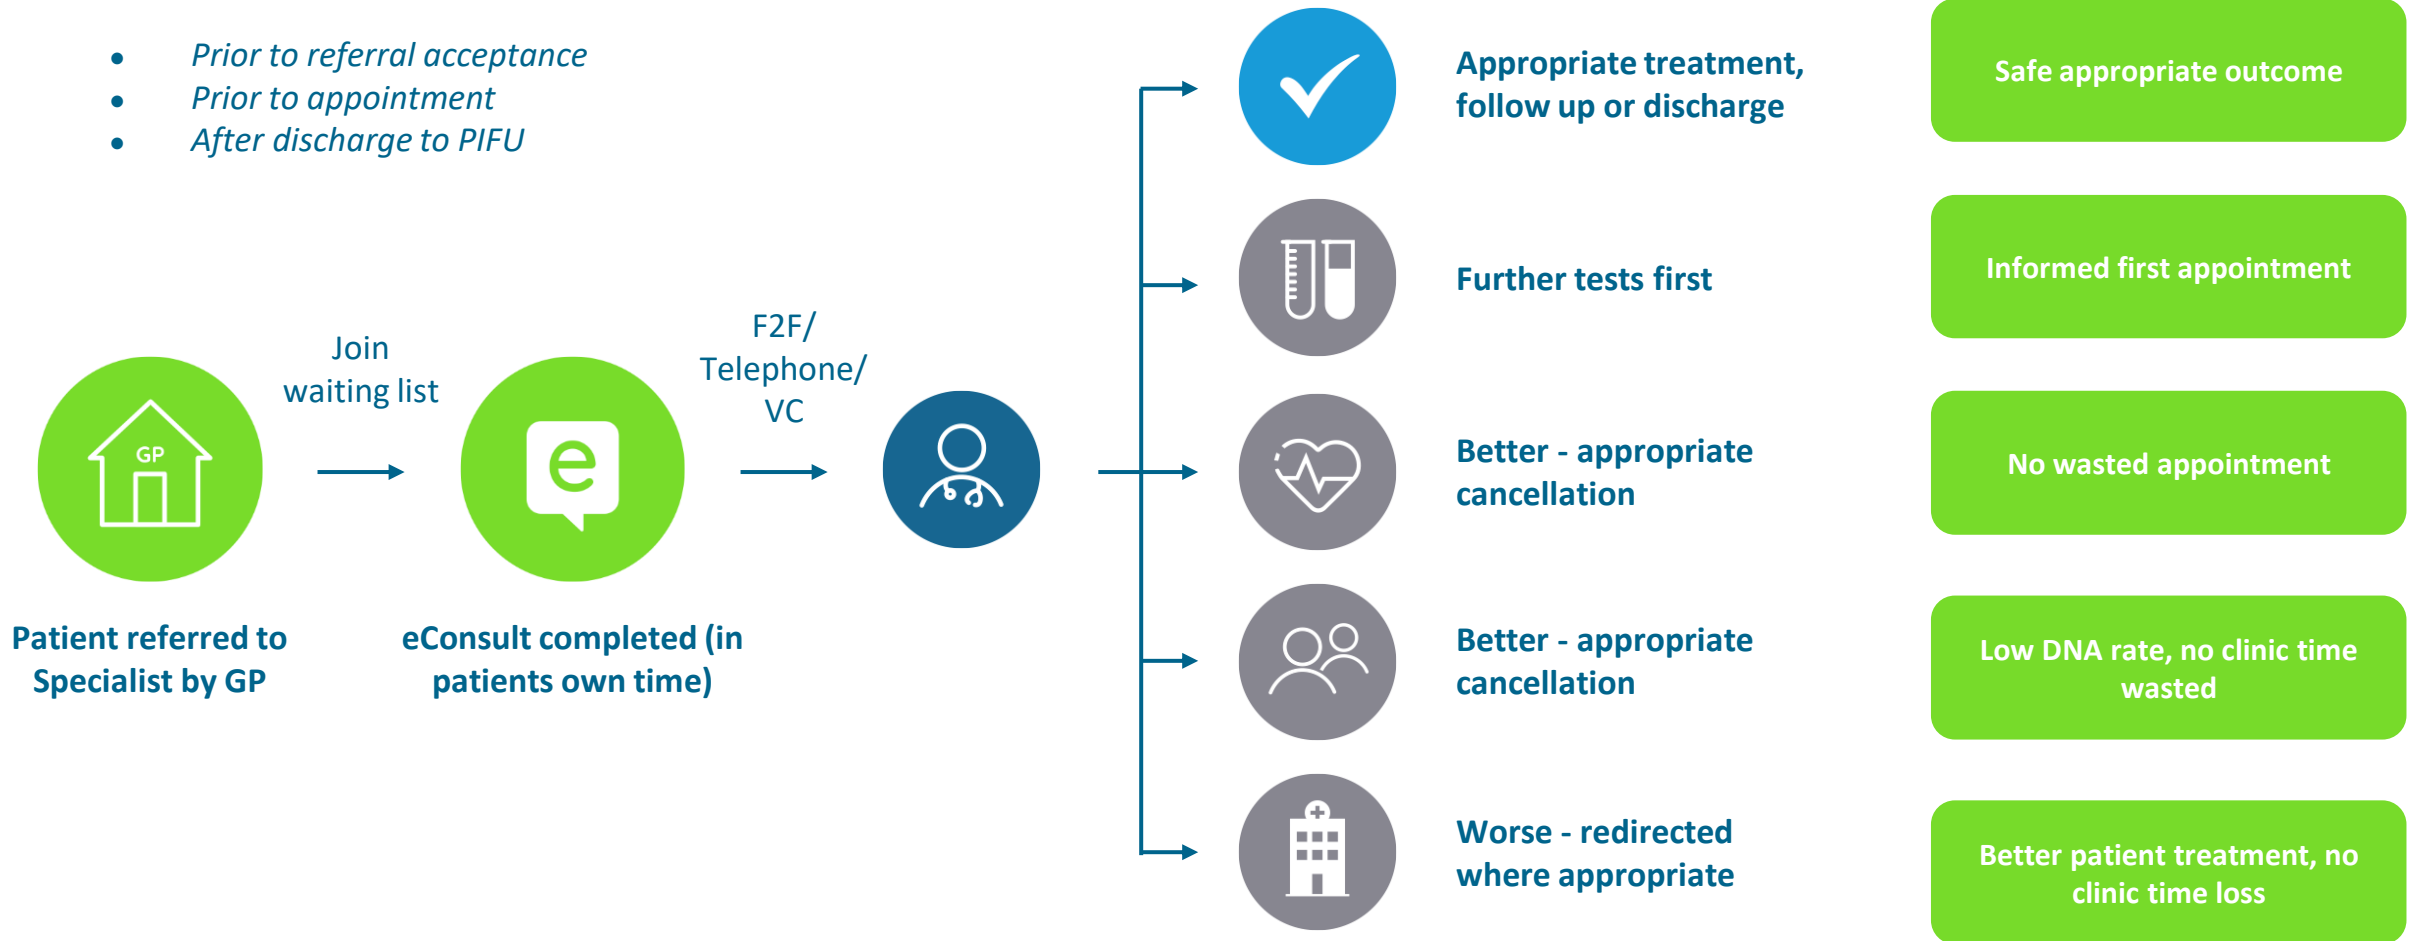 • Prior to referral acceptance
• Prior to appointment
• After discharge to PIFU
GP
Patient referred to
Specialist by GP
Join
waiting list
e
eConsult completed (in
patients own time)
F2F/
Telephone/
VC
Appropriate treatment,
follow up or discharge
Safe appropriate outcome
Further tests first
Informed first appointment
Better - appropriate
cancellation
No wasted appointment
Better - appropriate
cancellation
Low DNA rate, no clinic time
wasted
Worse - redirected
where appropriate
Better patient treatment, no
clinic time loss